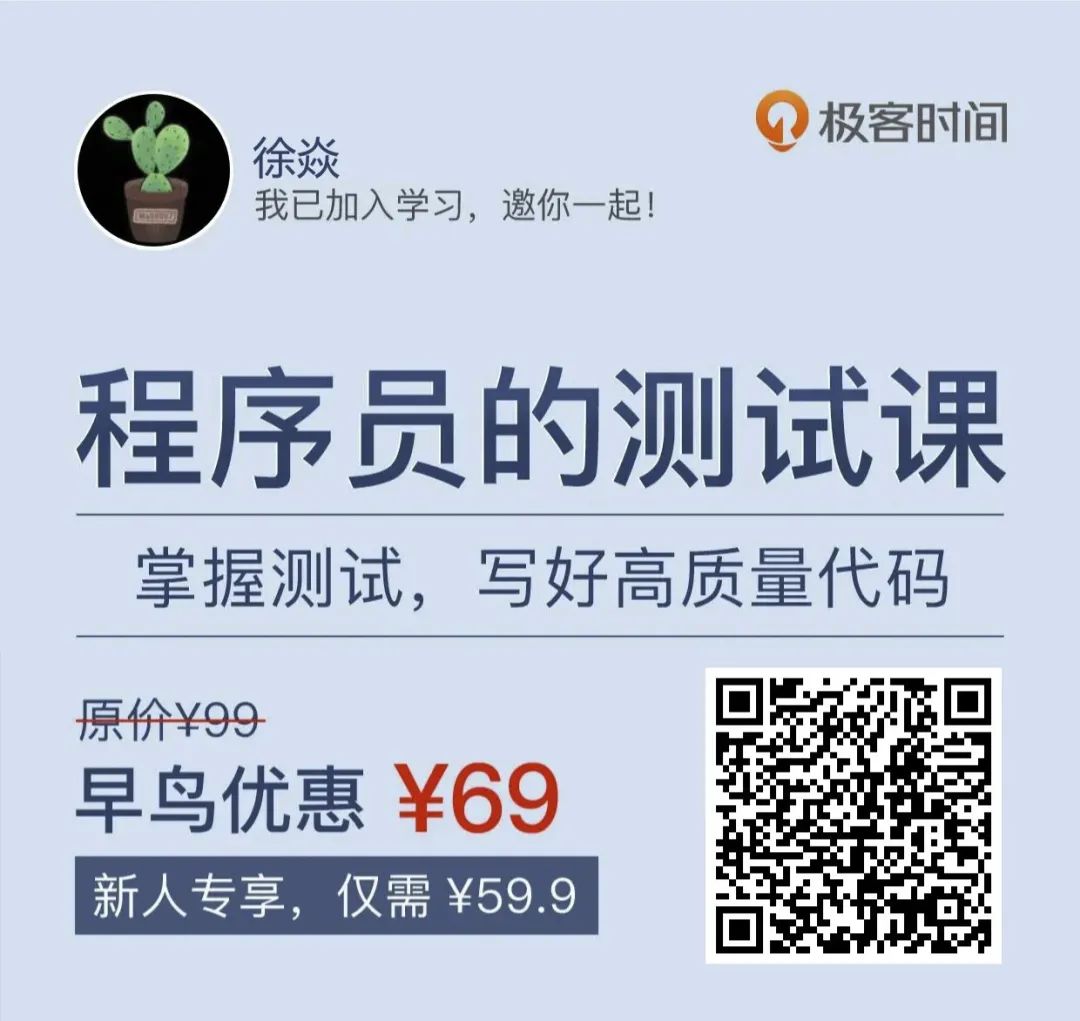 徐焱
极客时间
我已加入学习，邀你一起！
程序员的测试课
掌握测试，写好高质量代码
原价¥99
早鸟优惠 ¥69
新人专享，仅需 ¥59.9